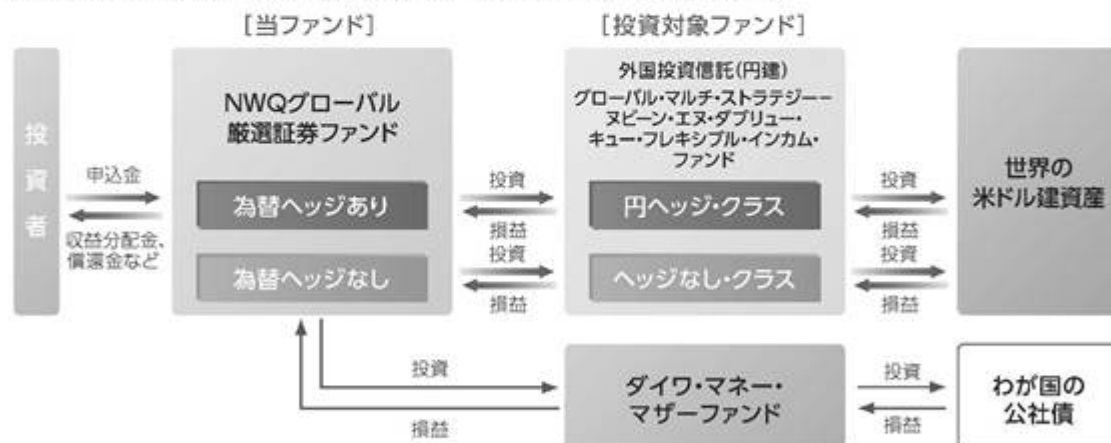 [当ファンド]
[投資対象ファンド]
投資者
申込金
収益分配金、
償還金など
NWQグローバル
厳選証券ファンド
為替ヘッジあり
為替ヘッジなし
投資
損益
投資
損益
外国投資信託(円建)
グローバル・マルチ・ストラテジー−
ヌビーン・エヌ・ダブリュー・
キュー・フレキシブル・インカム・
ファンド
円ヘッジ・クラス
ヘッジなし・クラス
投資
損益
投資
損益
世界の
米ドル建資産
投資
損益
ダイワ・マネー・
マザーファンド
投資
損益
わが国の
公社債